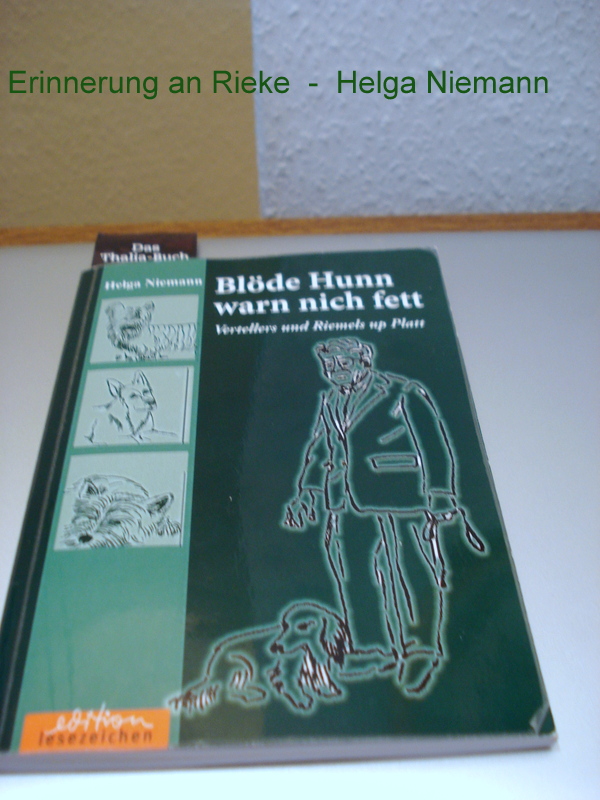 Erinnerung an Rieke - Helga Niemann
Das
Thalia-Buch
Helga Niemann
Blöde Hunn
warn nich fett
Vertellers und Riemels up Platt
edition
lesezeichen